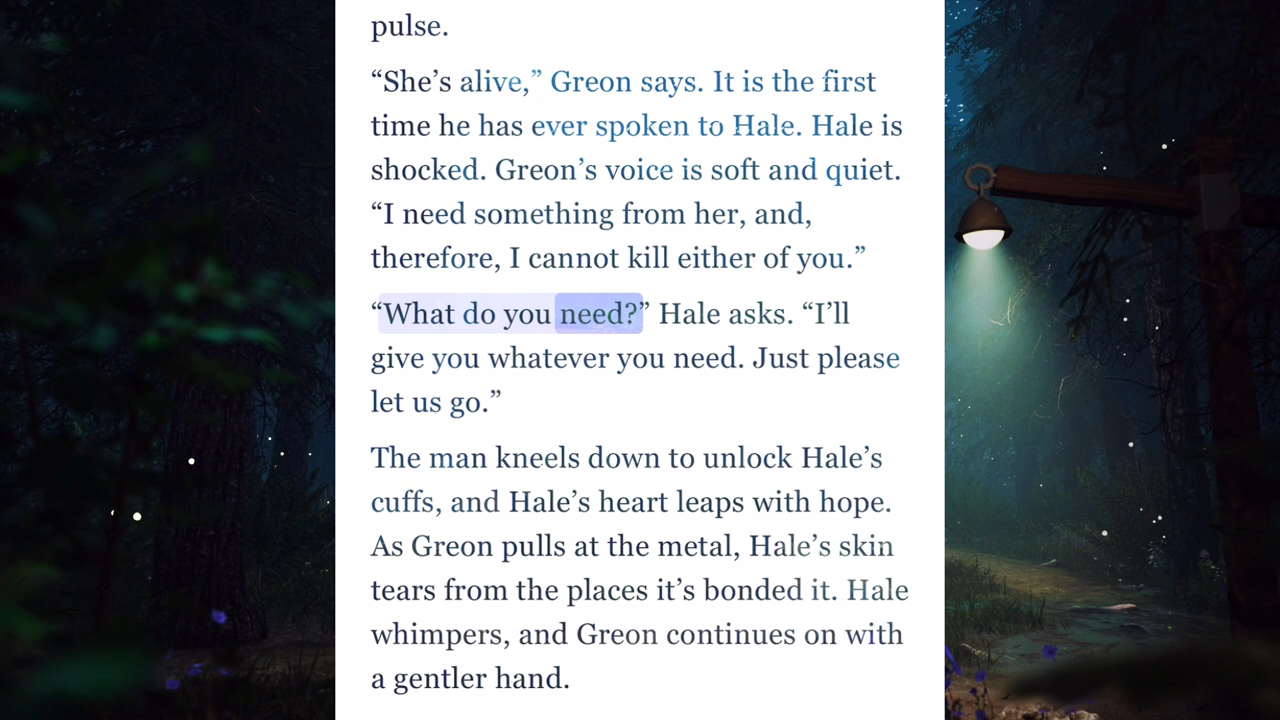 pulse.
“She’s alive,” Greon says. It is the first
time he has ever spoken to Hale. Hale is
shocked. Greon’s voice is soft and quiet.
“I need something from her, and,
therefore, I cannot kill either of you.”
“What do you need?” Hale asks. “I’ll
give you whatever you need. Just please
let us go.”
The man kneels down to unlock Hale’s
cuffs, and Hale’s heart leaps with hope.
As Greon pulls at the metal, Hale’s skin
tears from the places it’s bonded it. Hale
whimpers, and Greon continues on with
a gentler hand.